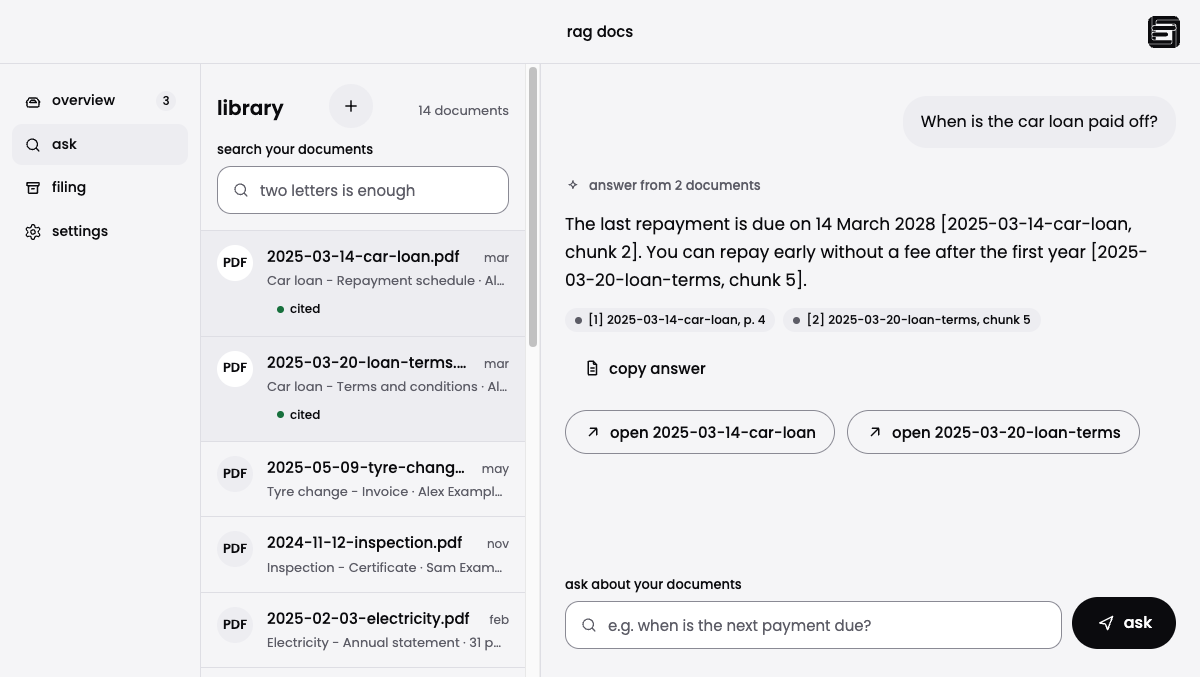 rag docs
overview 3
ask
filing
settings
library
14 documents
search your documents
two letters is enough
PDF 2025-03-14-car-loan.pdf mar
Car loan - Repayment schedule · Al...
cited
PDF 2025-03-20-loan-terms.... mar
Car loan - Terms and conditions · Al...
cited
PDF 2025-05-09-tyre-chang... may
Tyre change - Invoice · Alex Exampl...
PDF 2024-11-12-inspection.pdf nov
Inspection - Certificate · Sam Exam...
PDF 2025-02-03-electricity.pdf feb
Electricity - Annual statement · 31 p...
When is the car loan paid off?
answer from 2 documents
The last repayment is due on 14 March 2028 [2025-03-14-car-loan,
chunk 2]. You can repay early without a fee after the first year [2025-
03-20-loan-terms, chunk 5].
[1] 2025-03-14-car-loan, p. 4 [2] 2025-03-20-loan-terms, chunk 5
copy answer
open 2025-03-14-car-loan open 2025-03-20-loan-terms
ask about your documents
e.g. when is the next payment due? ask